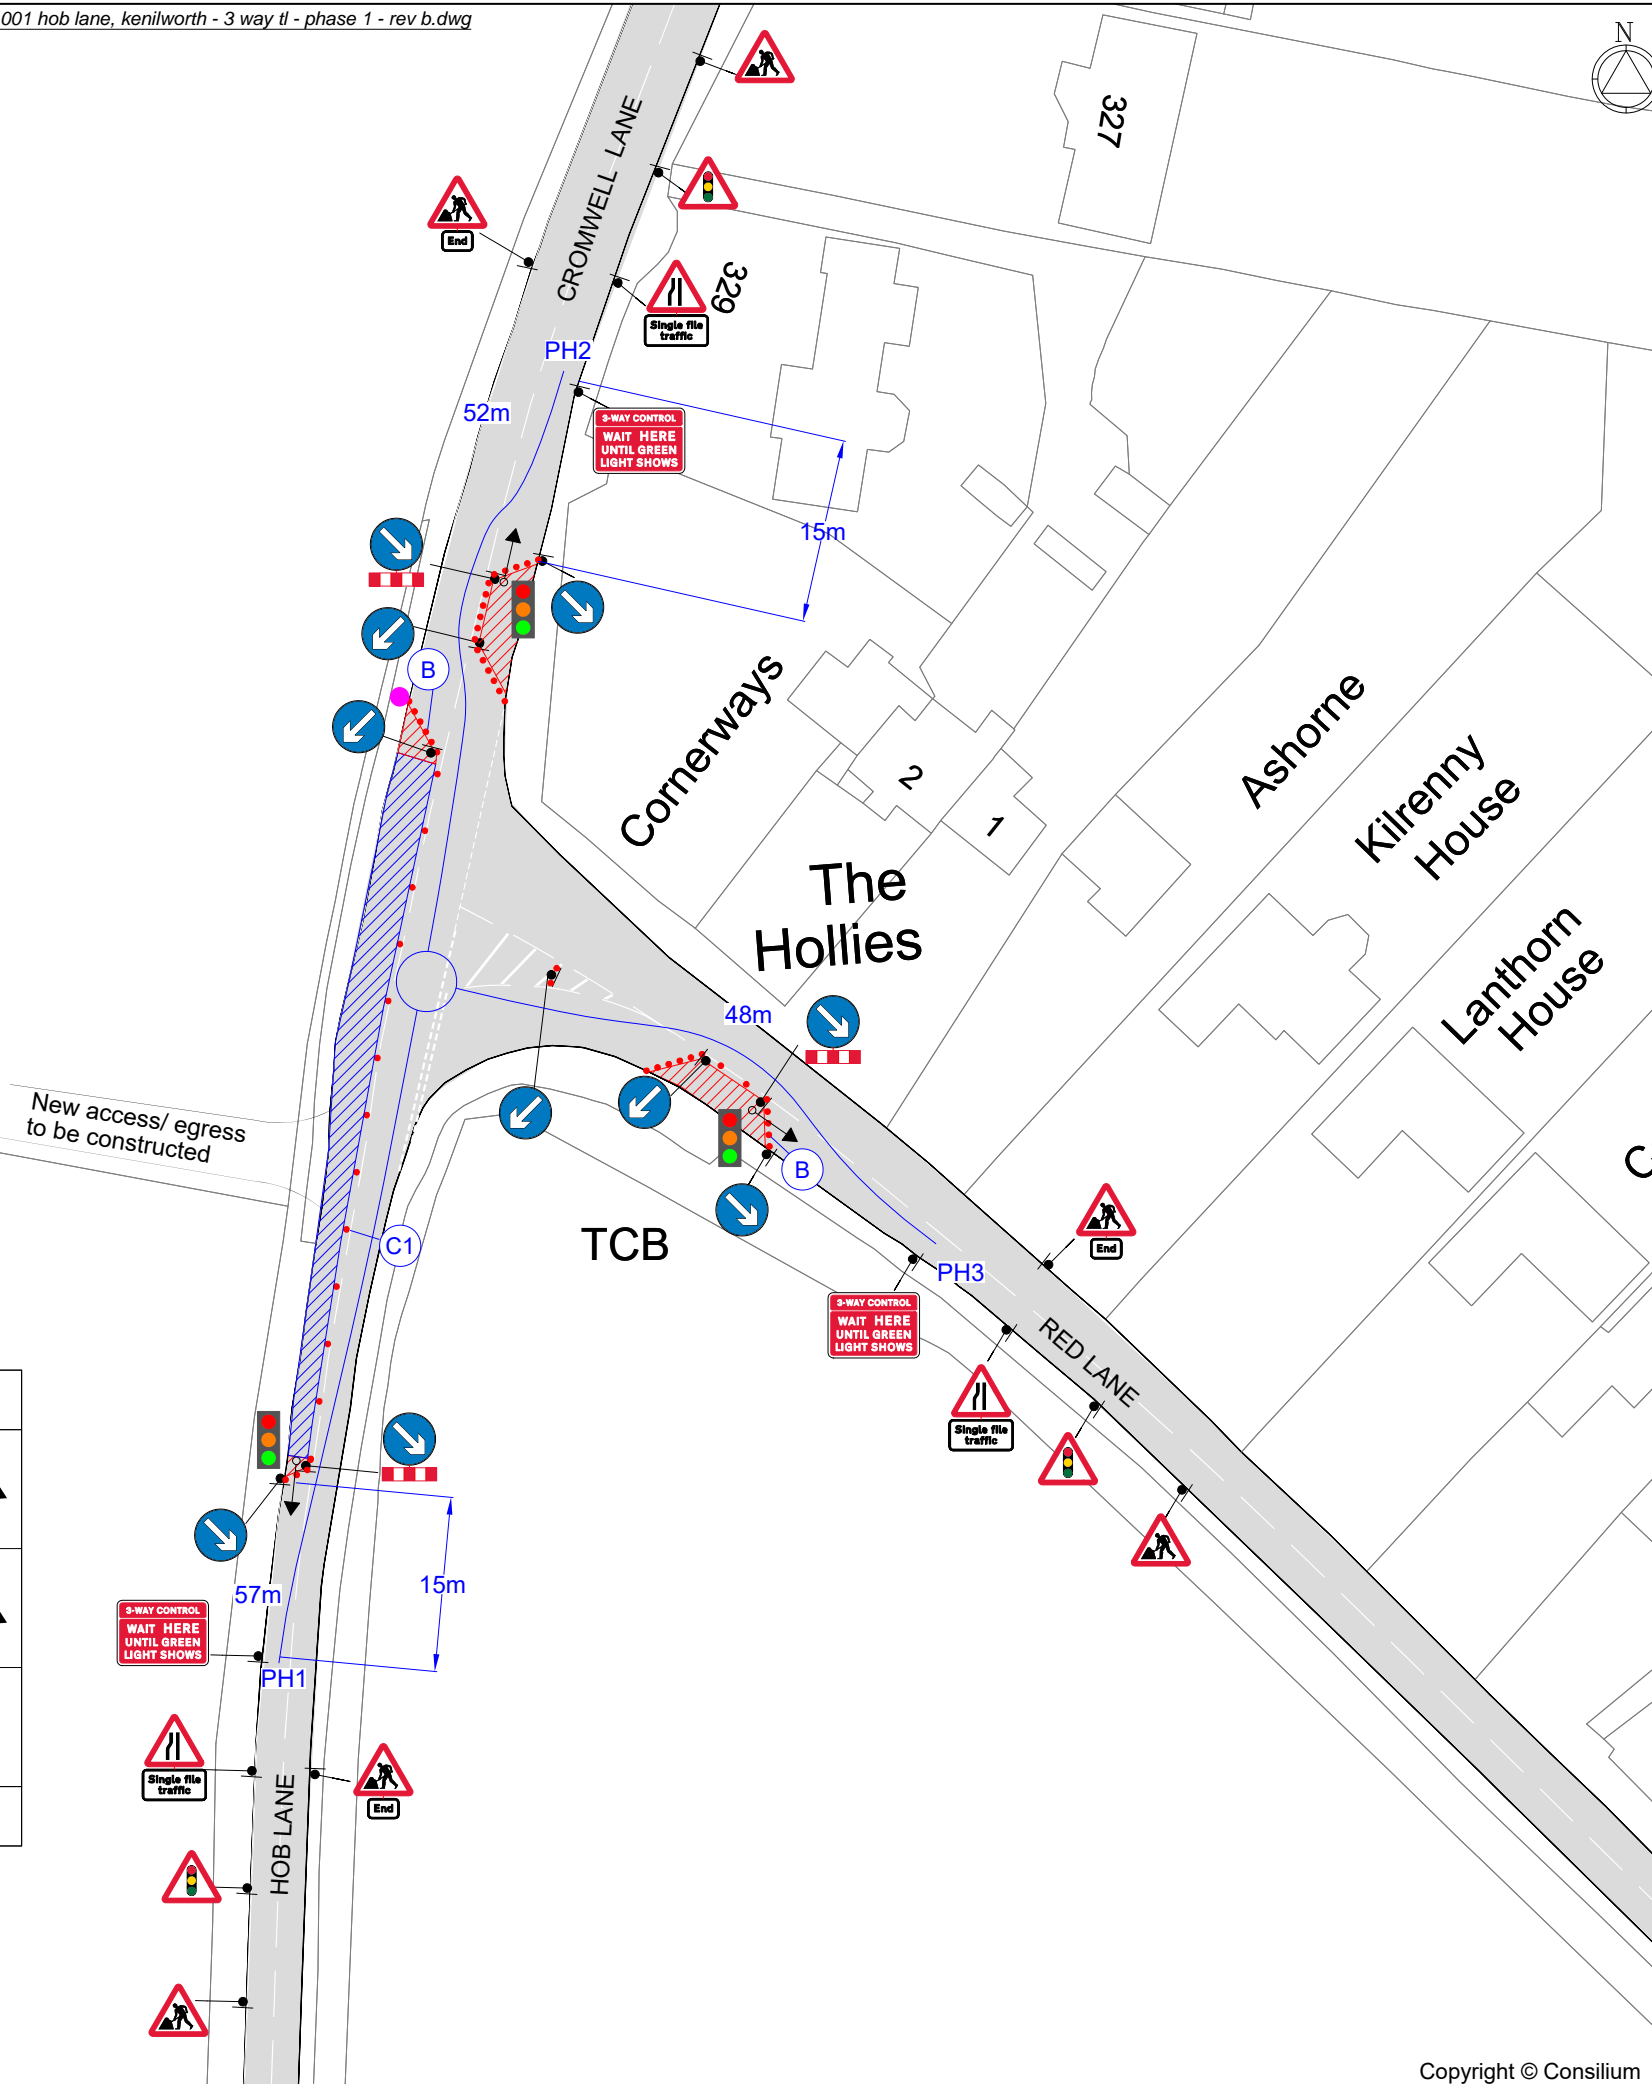 001 hob lane, kenilworth - 3 way tl - phase 1 - rev b.dwg
N
327
CROMWELL LANE
End
329
Single file
traffic
PH2
52m
3-WAY CONTROL
WAIT HERE
UNTIL GREEN
LIGHT SHOWS
15m
B
Cornerways
2
1
Ashorne
Kilrenny
House
The
Hollies
Lanthorn
House
48m
New access/ egress
to be constructed
B
C1
TCB
End
PH3
3-WAY CONTROL
WAIT HERE
UNTIL GREEN
LIGHT SHOWS
RED LANE
Single file
traffic
57m
15m
3-WAY CONTROL
WAIT HERE
UNTIL GREEN
LIGHT SHOWS
PH1
Single file
traffic
End
HOB LANE
Copyright © Consilium